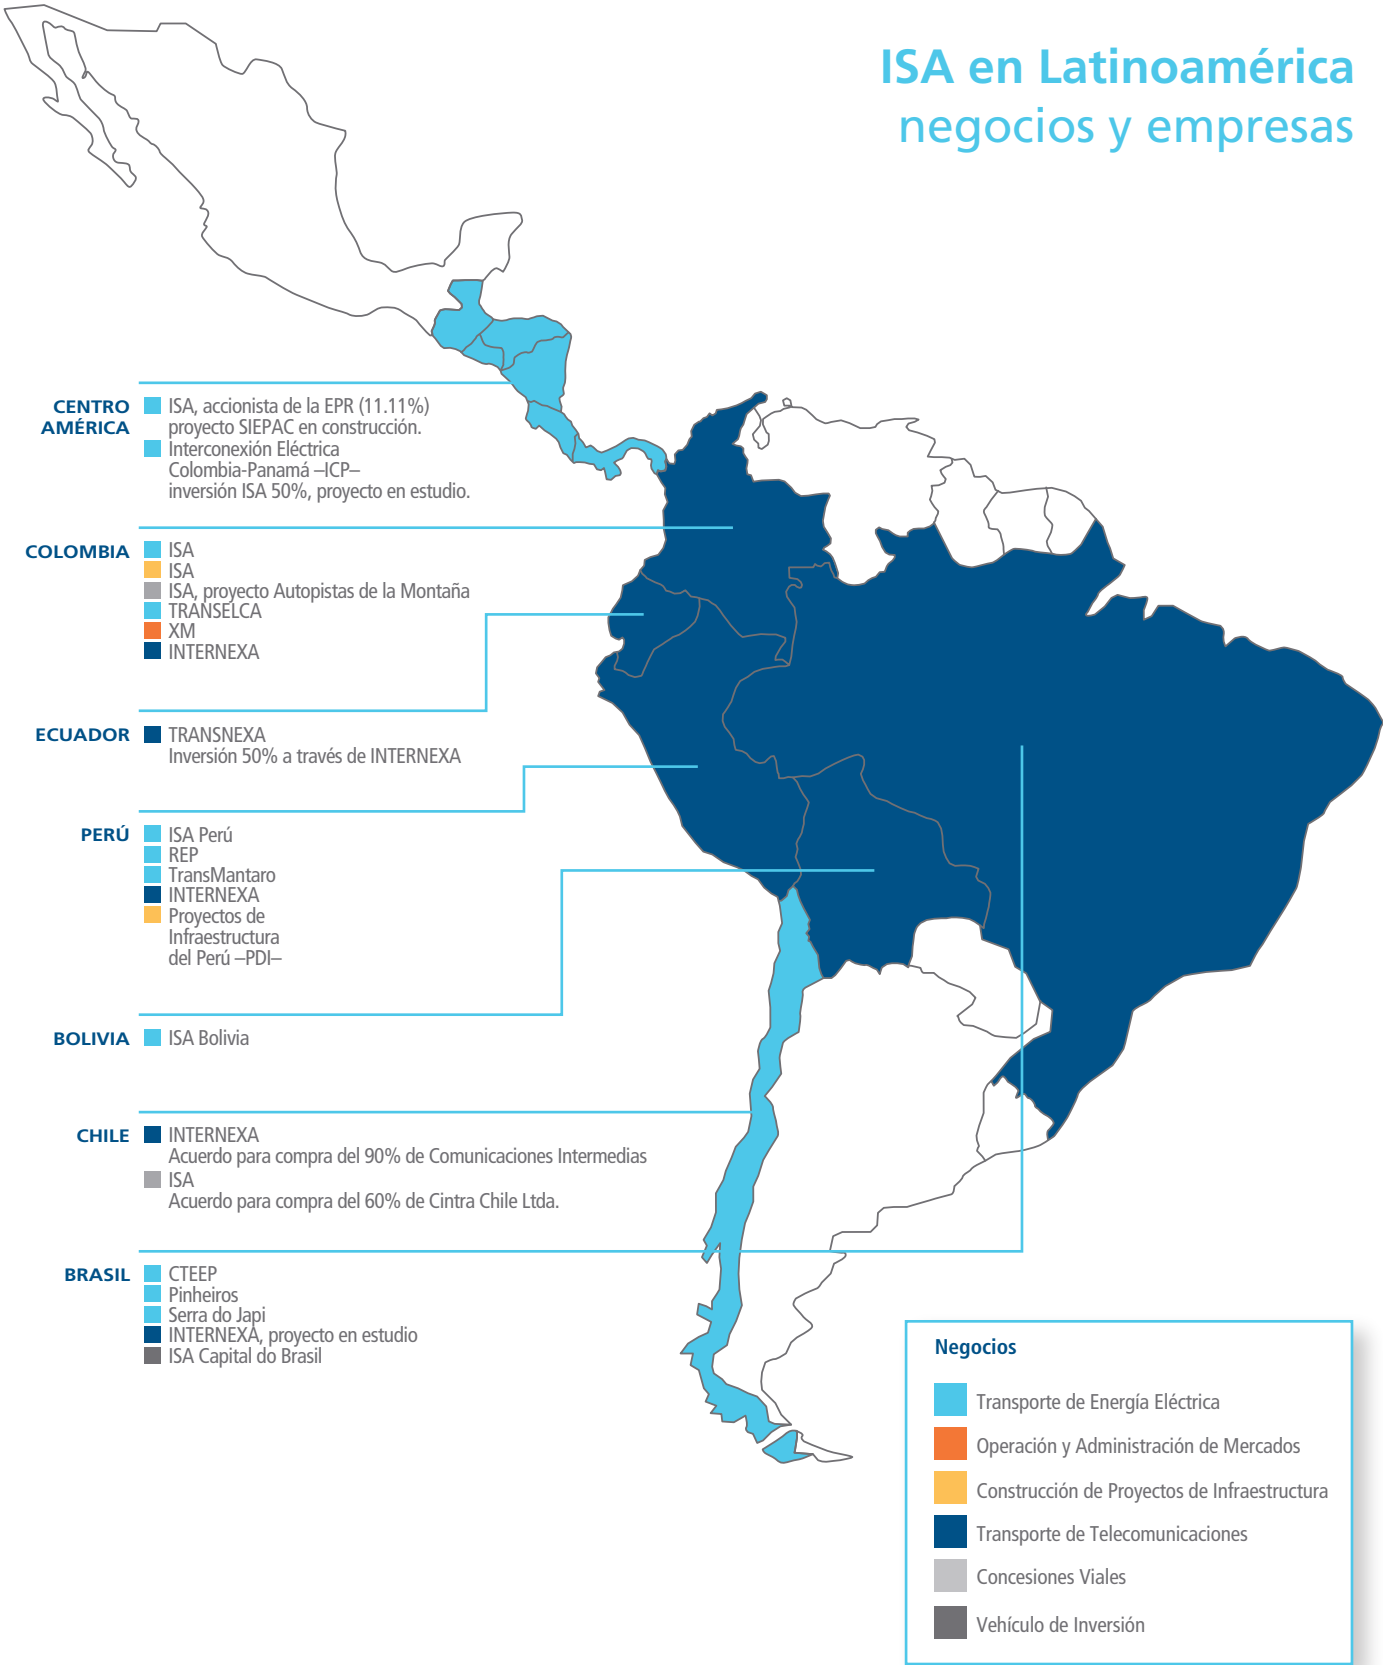 ISA en Latinoamérica
negocios y empresas
CENTRO
AMÉRICA
ISA, accionista de la EPR (11.11%)
proyecto SIEPAC en construcción.
Interconexión Eléctrica
Colombia-Panamá –ICP–
inversión ISA 50%, proyecto en estudio.
COLOMBIA
ISA
ISA
ISA, proyecto Autopistas de la Montaña
TRANSELCA
XM
INTERNEXA
ECUADOR
TRANSNEXA
Inversión 50% a través de INTERNEXA
PERÚ
ISA Perú
REP
TransMantaro
INTERNEXA
Proyectos de
Infraestructura
del Perú –PDI–
BOLIVIA
ISA Bolivia
CHILE
INTERNEXA
Acuerdo para compra del 90% de Comunicaciones Intermedias
ISA
Acuerdo para compra del 60% de Cintra Chile Ltda.
BRASIL
CTEEP
Pinheiros
Serra do Japi
INTERNEXA, proyecto en estudio
ISA Capital do Brasil
Negocios
Transporte de Energía Eléctrica
Operación y Administración de Mercados
Construcción de Proyectos de Infraestructura
Transporte de Telecomunicaciones
Concesiones Viales
Vehículo de Inversión